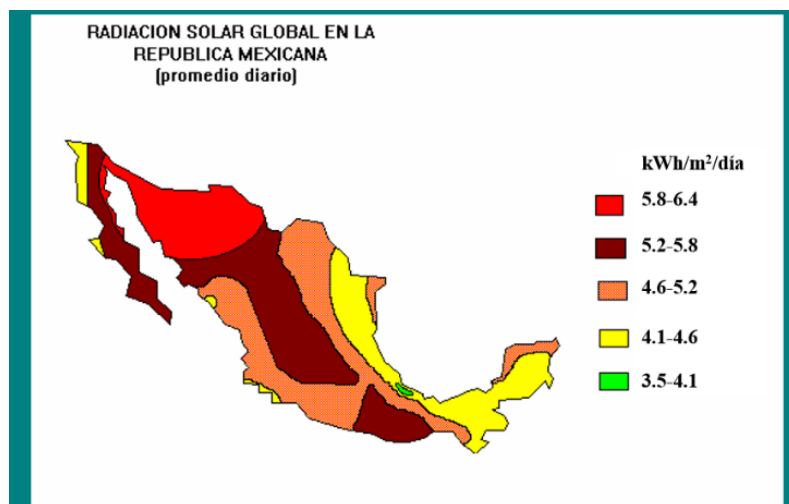 RADIACION SOLAR GLOBAL EN LA
REPUBLICA MEXICANA
(promedio diario)
kWh/m²/día
5.8-6.4
5.2-5.8
4.6-5.2
4.1-4.6
3.5-4.1